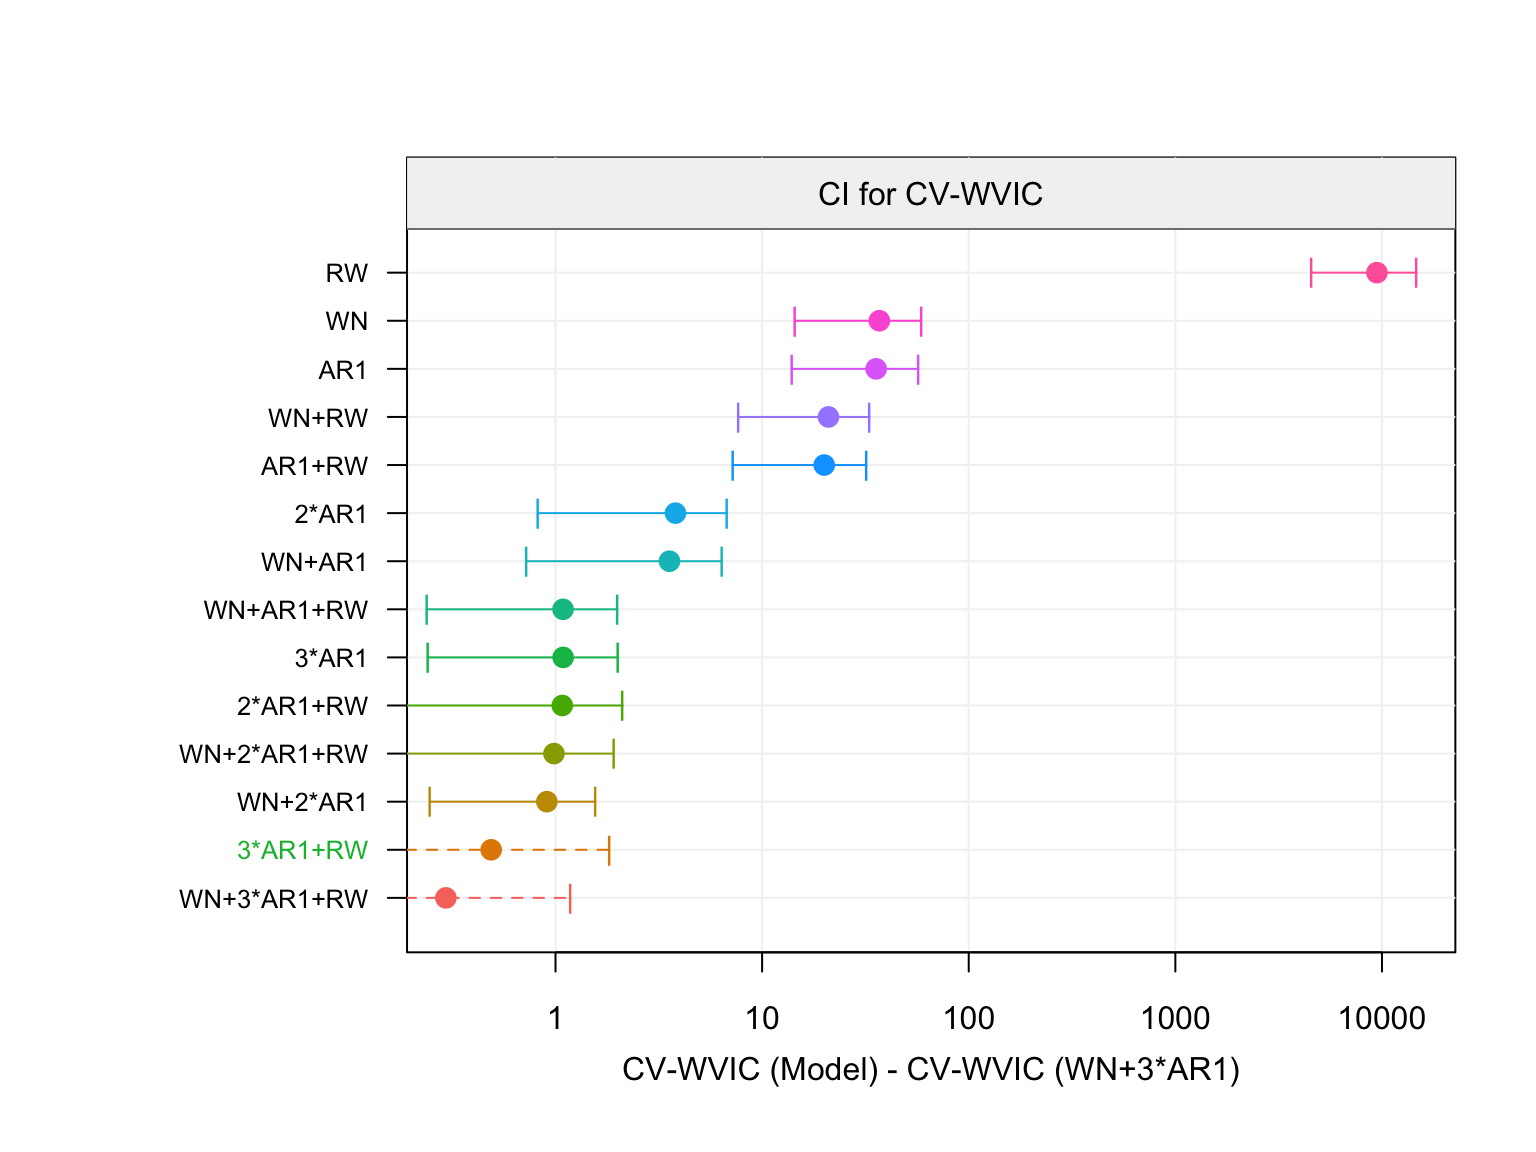 CI for CV-WVIC
RW
WN
AR1
WN+RW
AR1+RW
2*AR1
WN+AR1
WN+AR1+RW
3*AR1
2*AR1+RW
WN+2*AR1+RW
WN+2*AR1
3*AR1+RW
WN+3*AR1+RW
1 10 100 1000 10000
CV-WVIC (Model) - CV-WVIC (WN+3*AR1)